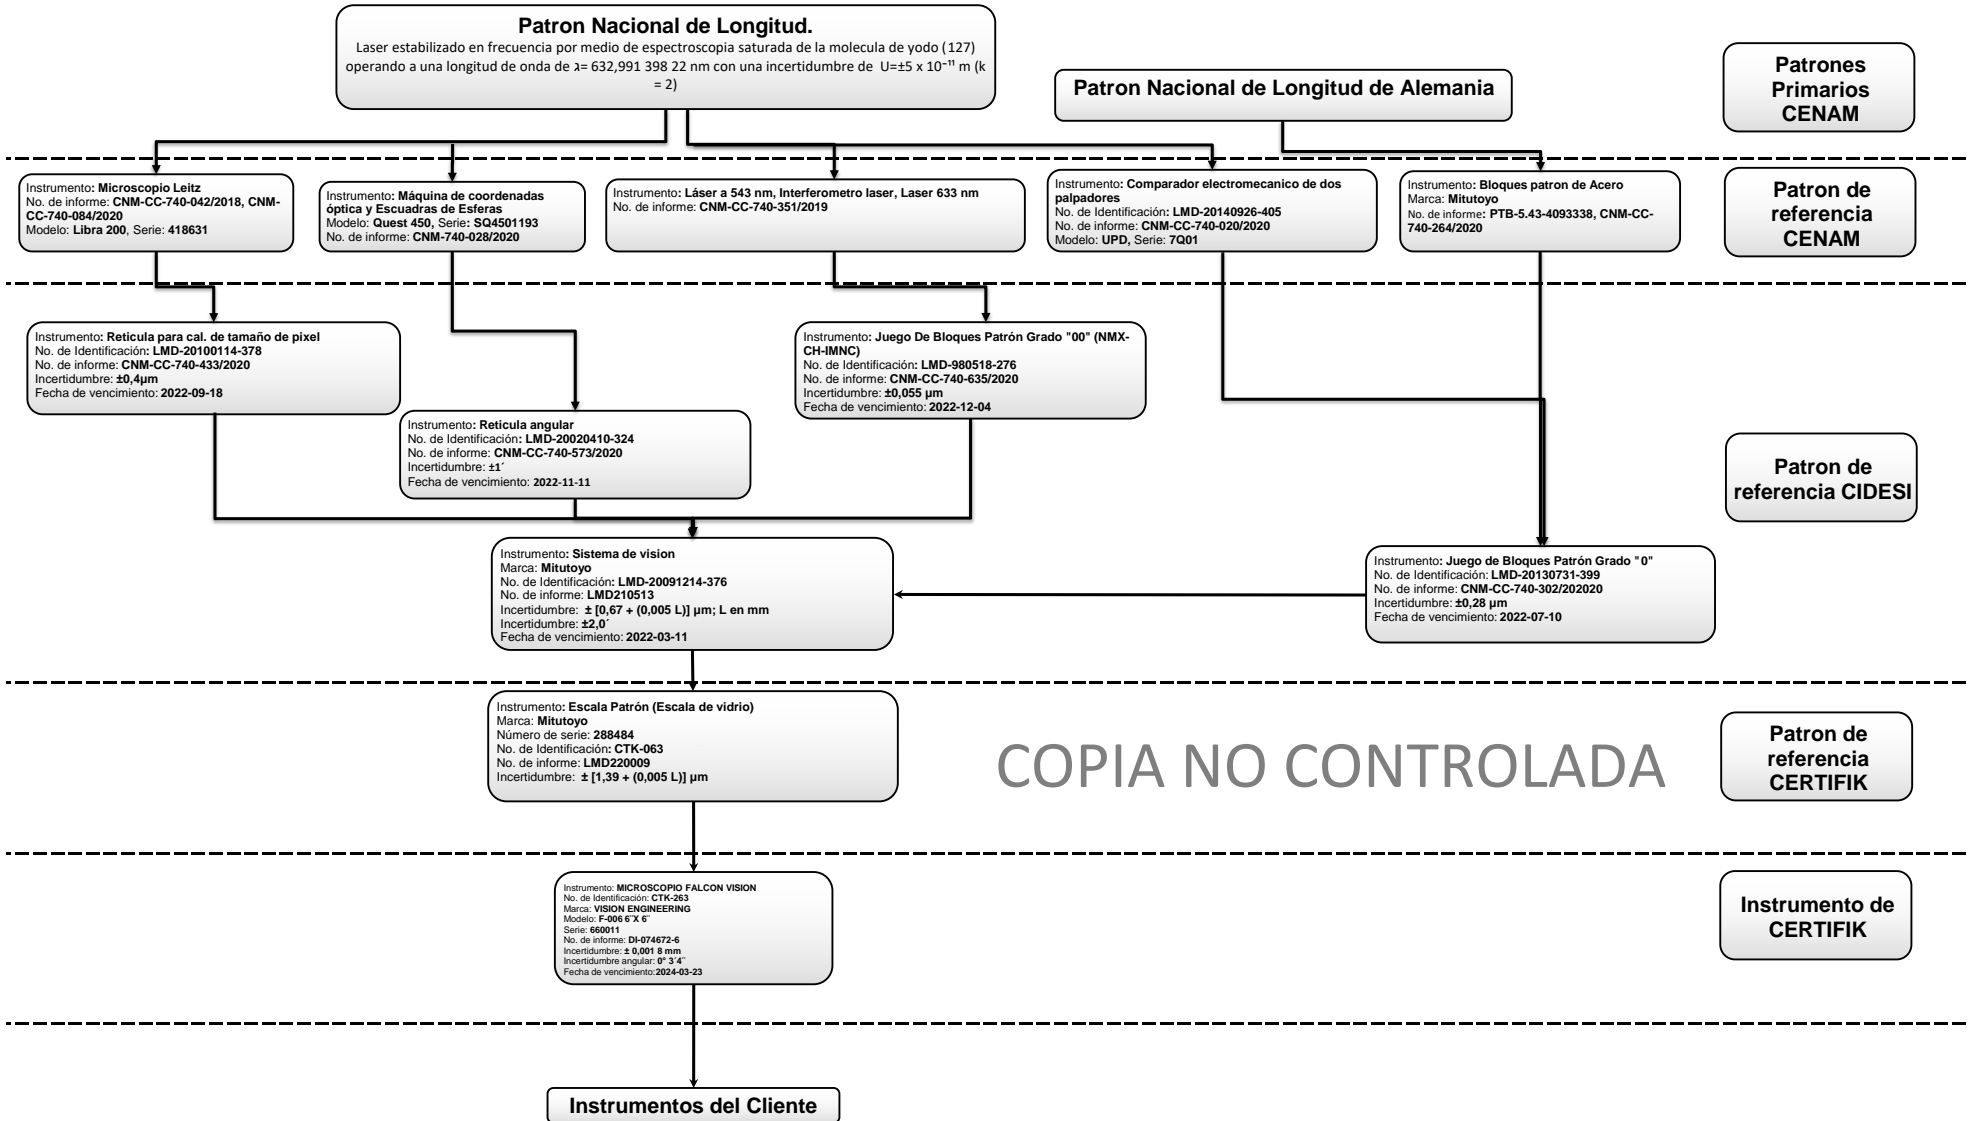 Patron Nacional de Longitud.
Laser estabilizado en frecuencia por medio de espectroscopia saturada de la molecula de yodo (127)
operando a una longitud de onda de λ= 632,991 398 22 nm con una incertidumbre de  U=±5 x 10⁻¹¹ m (k
= 2)
Patron Nacional de Longitud de Alemania
Patrones
Primarios
CENAM
Instrumento: Microscopio Leitz
No. de informe: CNM-CC-740-042/2018, CNM-
CC-740-084/2020
Modelo: Libra 200, Serie: 418631
Instrumento: Máquina de coordenadas
óptica y Escuadras de Esferas
Modelo: Quest 450, Serie: SQ4501193
No. de informe: CNM-740-028/2020
Instrumento: Láser a 543 nm, Interferometro laser, Laser 633 nm
No. de informe: CNM-CC-740-351/2019
Instrumento: Comparador electromecanico de dos
palpadores
No. de Identificación: LMD-20140926-405
No. de informe: CNM-CC-740-020/2020
Modelo: UPD, Serie: 7Q01
Instrumento: Bloques patron de Acero
Marca: Mitutoyo
No. de informe: PTB-5.43-4093338, CNM-CC-
740-264/2020
Patron de
referencia
CENAM
Instrumento: Reticula para cal. de tamaño de pixel
No. de Identificación: LMD-20100114-378
No. de informe: CNM-CC-740-433/2020
Incertidumbre: ±0,4µm
Fecha de vencimiento: 2022-09-18
Instrumento: Reticula angular
No. de Identificación: LMD-20020410-324
No. de informe: CNM-CC-740-573/2020
Incertidumbre: ±1´
Fecha de vencimiento: 2022-11-11
Instrumento: Juego De Bloques Patrón Grado "00" (NMX-
CH-IMNC)
No. de Identificación: LMD-980518-276
No. de informe: CNM-CC-740-635/2020
Incertidumbre: ±0,055 µm
Fecha de vencimiento: 2022-12-04
Patron de
referencia CIDESI
Instrumento: Sistema de vision
Marca: Mitutoyo
No. de Identificación: LMD-20091214-376
No. de informe: LMD210513
Incertidumbre:  ± [0,67 + (0,005 L)] µm; L en mm
Incertidumbre: ±2,0´
Fecha de vencimiento: 2022-03-11
Instrumento: Juego de Bloques Patrón Grado "0"
No. de Identificación: LMD-20130731-399
No. de informe: CNM-CC-740-302/202020
Incertidumbre: ±0,28 µm
Fecha de vencimiento: 2022-07-10
Instrumento: Escala Patrón (Escala de vidrio)
Marca: Mitutoyo
Número de serie: 288484
No. de Identificación: CTK-063
No. de informe: LMD220009
Incertidumbre:  ± [1,39 + (0,005 L)] µm
COPIA NO CONTROLADA
Patron de
referencia
CERTIFIK
Instrumento: MICROSCOPIO FALCON VISION
No. de Identificación: CTK-263
Marca: VISION ENGINEERING
Modelo: F-006 6¨X 6¨
Serie: 660011
No. de informe: DI-074672-6
Incertidumbre: ± 0,001 8 mm
Incertidumbre angular: 0° 3´4¨
Fecha de vencimiento:2024-03-23
Instrumento de
CERTIFIK
Instrumentos del Cliente